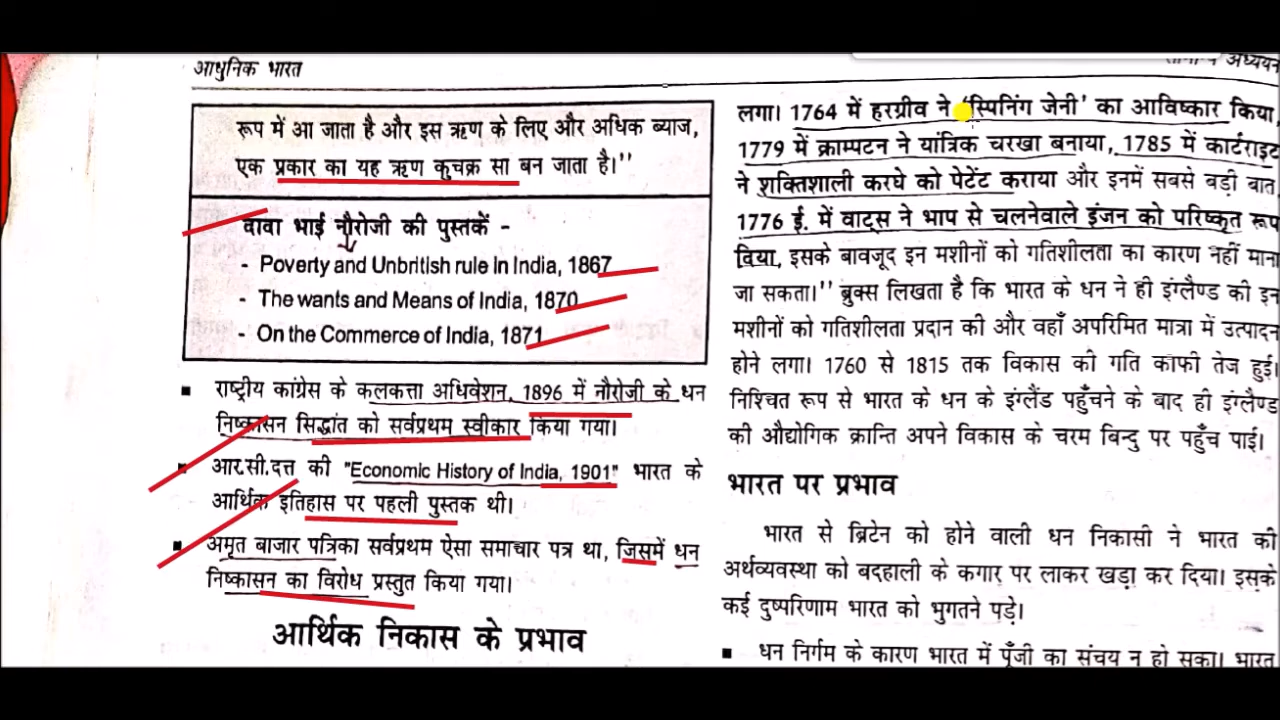 आधुनिक भारत
अध्ययन
रूप में आ जाता है और इस ऋण के लिए और अधिक ब्याज,
एक प्रकार का यह ऋण कुचक्र सा बन जाता है।’’
दादा भाई नौरोजी की पुस्तकें -
- Poverty and Unbritish rule in India, 1867
- The wants and Means of India, 1870
- On the Commerce of India, 1871
▪ राष्ट्रीय कांग्रेस के कलकत्ता अधिवेशन, 1896 में नौरोजी के धन
निष्कासन सिद्धांत को सर्वप्रथम स्वीकार किया गया।
▪ आर.सी.दत्त की "Economic History of India, 1901" भारत के
आर्थिक इतिहास पर पहली पुस्तक थी।
▪ अमृत बाजार पत्रिका सर्वप्रथम ऐसा समाचार पत्र था, जिसमें धन
निष्कासन का विरोध प्रस्तुत किया गया।
आर्थिक निकास के प्रभाव
लगा। 1764 में हरग्रीव ने ‘स्पिनिंग जेनी’ का आविष्कार किया,
1779 में क्राम्पटन ने यांत्रिक चरखा बनाया, 1785 में कार्टराइट
ने शक्तिशाली करघे को पेटेंट कराया और इनमें सबसे बड़ी बात
1776 ई. में वाट्स ने भाप से चलनेवाले इंजन को परिष्कृत रूप
दिया, इसके बावजूद इन मशीनों को गतिशीलता का कारण नहीं माना
जा सकता।’’ ब्रुक्स लिखता है कि भारत के धन ने ही इंग्लैण्ड की इन
मशीनों को गतिशीलता प्रदान की और वहाँ अपरिमित मात्रा में उत्पादन
होने लगा। 1760 से 1815 तक विकास की गति काफी तेज हुई।
निश्चित रूप से भारत के धन के इंग्लैंड पहुँचने के बाद ही इंग्लैण्ड
की औद्योगिक क्रान्ति अपने विकास के चरम बिन्दु पर पहुँच पाई।
भारत पर प्रभाव
भारत से ब्रिटेन को होने वाली धन निकासी ने भारत की
अर्थव्यवस्था को बदहाली के कगार पर लाकर खड़ा कर दिया। इसके
कई दुष्परिणाम भारत को भुगतने पड़े।
▪ धन निर्गम के कारण भारत में पूँजी का संचय न हो सका। भारत